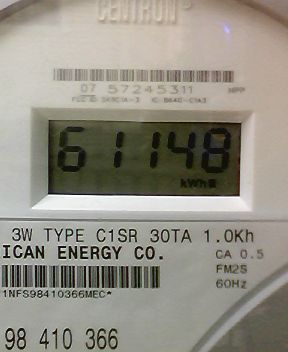 CENTRON®
07 57245311
61148
kWh
3W TYPE C1SR 30TA 1.0Kh
ICAN ENERGY CO.
CA 0.5
FM2S
60Hz
1NFS98410366MEC*
98 410 366